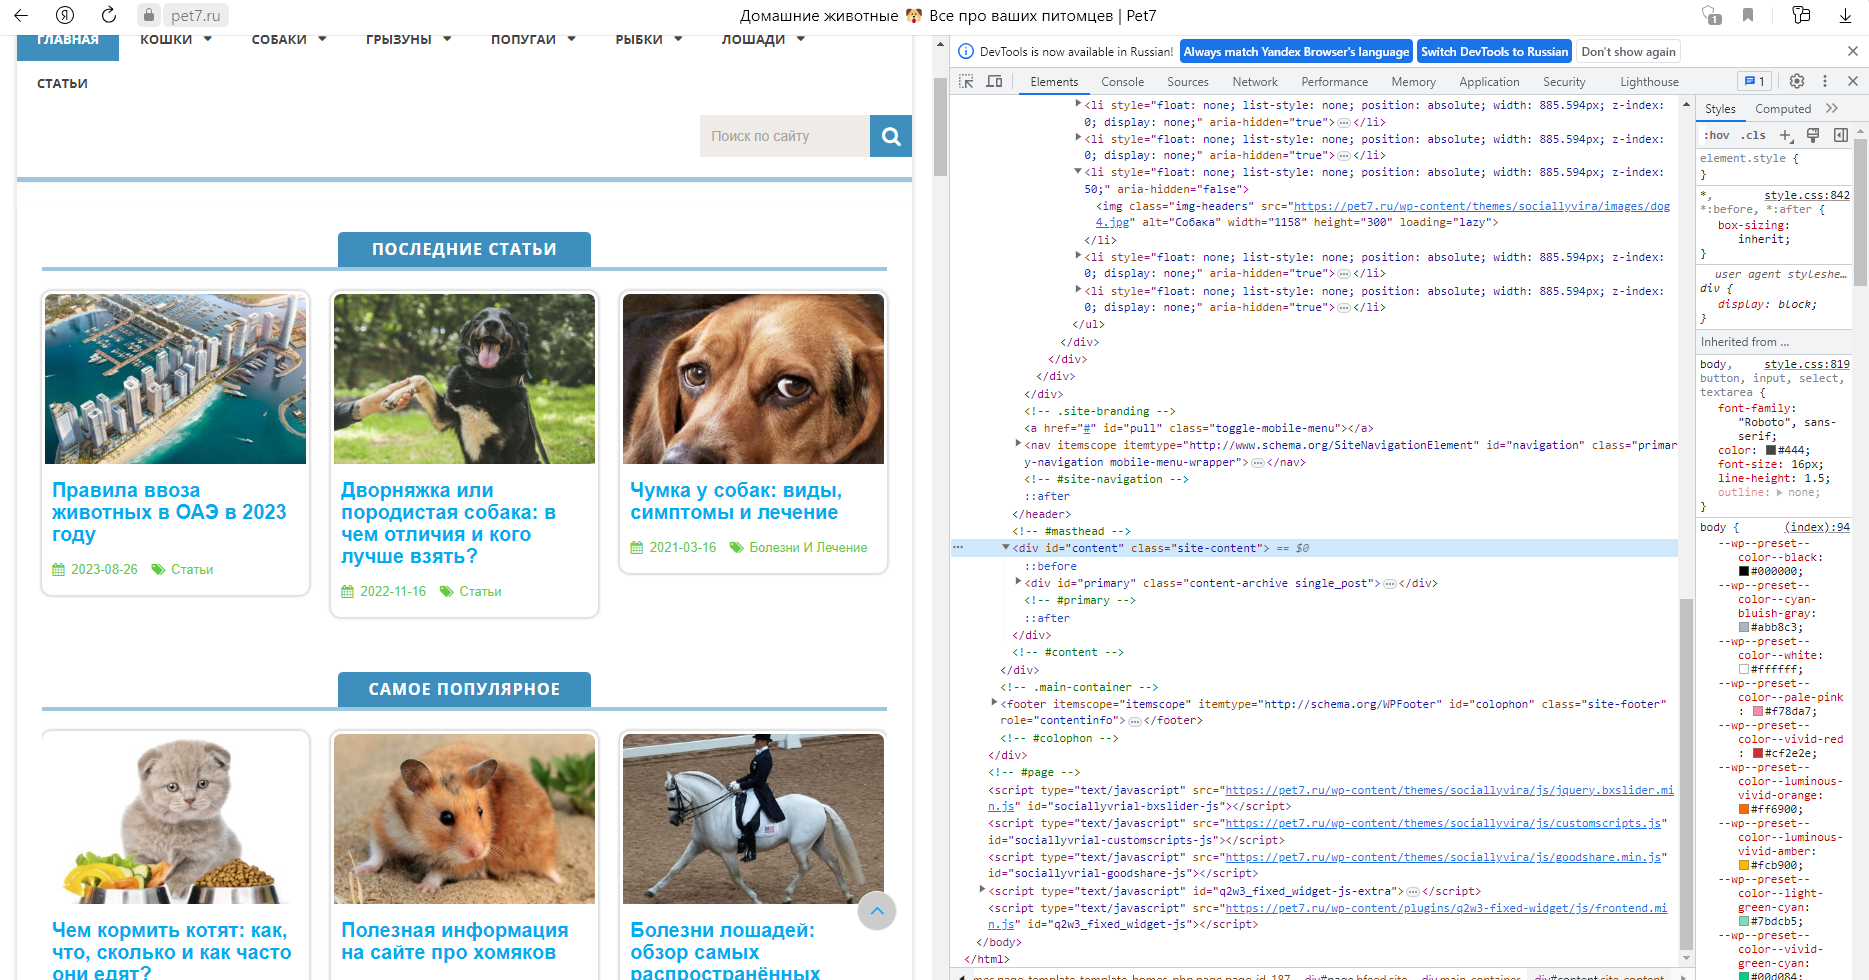 pet7.ru
Домашние животные 🐶 Все про ваших питомцев | Pet7
1
ГЛАВНАЯ
КОШКИ
СОБАКИ
ГРЫЗУНЫ
ПОПУГАИ
РЫБКИ
ЛОШАДИ
СТАТЬИ
Поиск по сайту
ПОСЛЕДНИЕ СТАТЬИ
Правила ввоза
животных в ОАЭ в 2023
году
2023-08-26 Статьи
Дворняжка или
породистая собака: в
чем отличия и кого
лучше взять?
2022-11-16 Статьи
Чумка у собак: виды,
симптомы и лечение
2021-03-16 Болезни И Лечение
САМОЕ ПОПУЛЯРНОЕ
Чем кормить котят: как,
что, сколько и как часто
они едят?
Полезная информация
на сайте про хомяков
Болезни лошадей:
обзор самых
распространённых
DevTools is now available in Russian!
Always match Yandex Browser's language
Switch DevTools to Russian
Don't show again
Elements Console Sources Network Performance Memory Application Security Lighthouse
1
<li style="float: none; list-style: none; position: absolute; width: 885.594px; z-index:
0; display: none;" aria-hidden="true">…</li>
<li style="float: none; list-style: none; position: absolute; width: 885.594px; z-index:
0; display: none;" aria-hidden="true">…</li>
<li style="float: none; list-style: none; position: absolute; width: 885.594px; z-index:
50;" aria-hidden="false">
<img class="img-headers" src="https://pet7.ru/wp-content/themes/sociallyvira/images/dog
4.jpg" alt="Собака" width="1158" height="300" loading="lazy">
</li>
<li style="float: none; list-style: none; position: absolute; width: 885.594px; z-index:
0; display: none;" aria-hidden="true">…</li>
<li style="float: none; list-style: none; position: absolute; width: 885.594px; z-index:
0; display: none;" aria-hidden="true">…</li>
</ul>
</div>
</div>
</div>
</div>
<!-- .site-branding -->
<a href="#" id="pull" class="toggle-mobile-menu"></a>
<nav itemscope itemtype="http://www.schema.org/SiteNavigationElement" id="navigation" class="primar
y-navigation mobile-menu-wrapper">…</nav>
<!-- #site-navigation -->
::after
</header>
<!-- #masthead -->
<div id="content" class="site-content"> == $0
::before
<div id="primary" class="content-archive single_post">…</div>
<!-- #primary -->
::after
</div>
<!-- #content -->
</div>
<!-- .main-container -->
<footer itemscope="itemscope" itemtype="http://schema.org/WPFooter" id="colophon" class="site-footer"
role="contentinfo">…</footer>
<!-- #colophon -->
</div>
<!-- #page -->
<script type="text/javascript" src="https://pet7.ru/wp-content/themes/sociallyvira/js/jquery.bxslider.mi
n.js" id="sociallyvrial-bxslider-js"></script>
<script type="text/javascript" src="https://pet7.ru/wp-content/themes/sociallyvira/js/customscripts.js"
id="sociallyvrial-customscripts-js"></script>
<script type="text/javascript" src="https://pet7.ru/wp-content/themes/sociallyvira/js/goodshare.min.js"
id="sociallyvrial-goodshare-js"></script>
<script type="text/javascript" id="q2w3_fixed_widget-js-extra">…</script>
<script type="text/javascript" src="https://pet7.ru/wp-content/plugins/q2w3-fixed-widget/js/frontend.mi
n.js" id="q2w3_fixed_widget-js"></script>
</body>
</html>
Styles Computed
:hov .cls
element.style {
}
*, style.css:842
*:before, *:after {
box-sizing:
inherit;
}
user agent styleshe…
div {
display: block;
}
Inherited from ...
body, style.css:819
button, input, select,
textarea {
font-family:
"Roboto", sans-
serif;
color: #444;
font-size: 16px;
line-height: 1.5;
outline: none;
}
body { (index):94
--wp--preset--
color--black:
#000000;
--wp--preset--
color--cyan-
bluish-gray:
#abb8c3;
--wp--preset--
color--white:
#ffffff;
--wp--preset--
color--pale-pink
: #f78da7;
--wp--preset--
color--vivid-red
: #cf2e2e;
--wp--preset--
color--luminous-
vivid-orange:
#ff6900;
--wp--preset--
color--luminous-
vivid-amber:
#fcb900;
--wp--preset--
color--light-
green-cyan:
#7bdcb5;
--wp--preset--
color--vivid-
green-cyan:
#00d084;